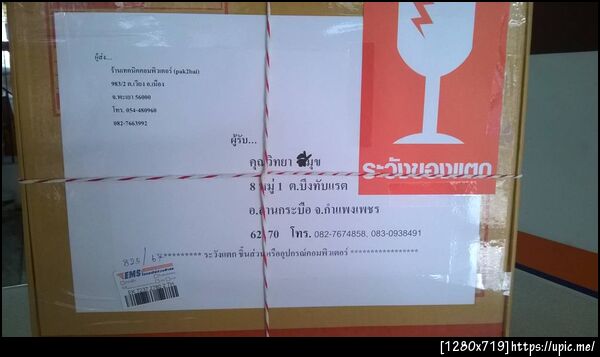 ผู้ส่ง...
ร้านเทคนิคคอมพิวเตอร์ (pak2hai)
983/2 ต.เวียง อ.เมือง
จ.พะเยา 56000
โทร. 054-480960
082-7663992
ผู้รับ...
คุณวิทยา
8 หมู่ 1 ต.บึงทับแรต
อ.ลานกระบือ จ.กำแพงเพชร
โทร. 082-7674858, 083-0938491
********* ระวังแตก ชิ้นส่วนหรืออุปกรณ์คอมพิวเตอร์ ****************
EMS
ระวังของแตก
[1280x719]https://upic.me/